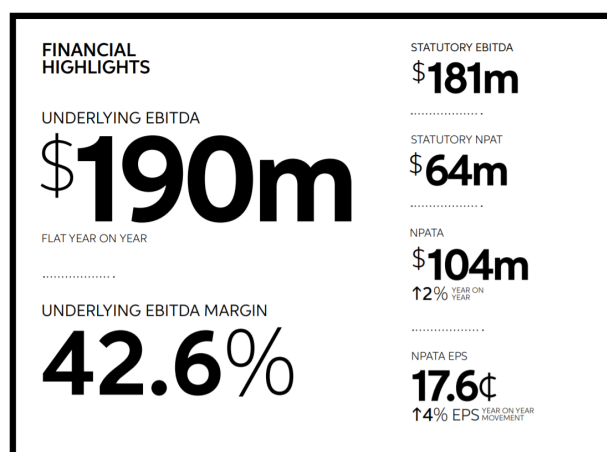 FINANCIAL
HIGHLIGHTS
UNDERLYING EBITDA
$190m
FLAT YEAR ON YEAR
UNDERLYING EBITDA MARGIN
42.6%
STATUTORY EBITDA
$181m
STATUTORY NPAT
$64m
NPATA
$104m
↑2% YEAR ON
YEAR
NPATA EPS
17.6¢
↑4% EPS YEAR ON YEAR
MOVEMENT